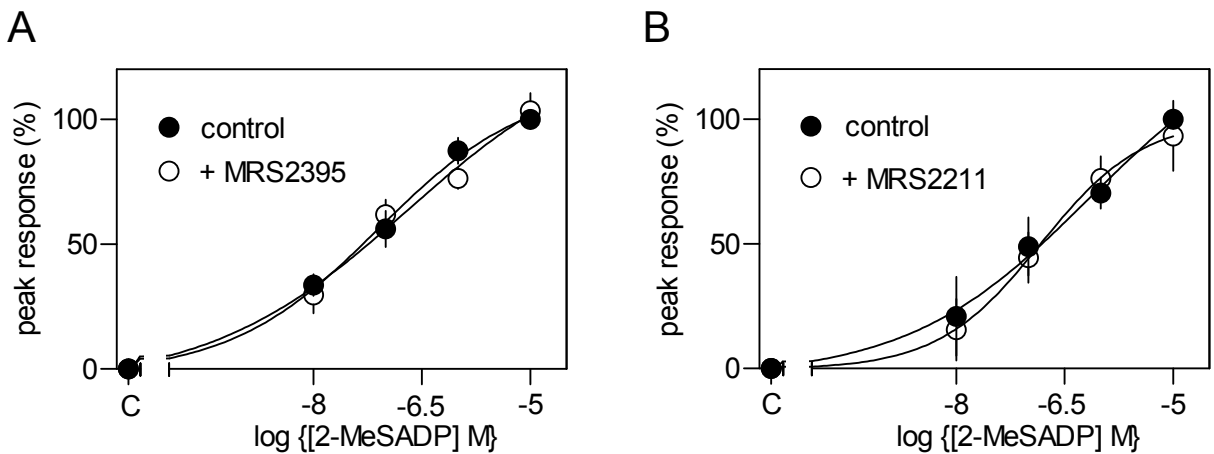 A
peak response (%)
100
50
0
control
+ MRS2395
C
-8
-6.5
-5
log {[2-MeSADP] M}
B
peak response (%)
100
50
0
control
+ MRS2211
C
-8
-6.5
-5
log {[2-MeSADP] M}